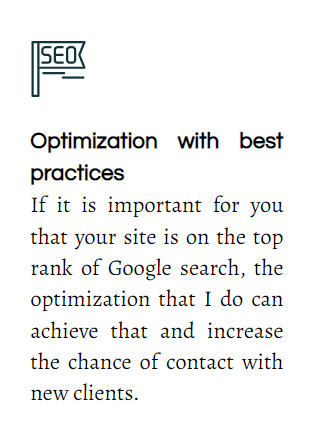 SEO
Optimization with best
practices
If it is important for you
that your site is on the top
rank of Google search, the
optimization that I do can
achieve that and increase
the chance of contact with
new clients.